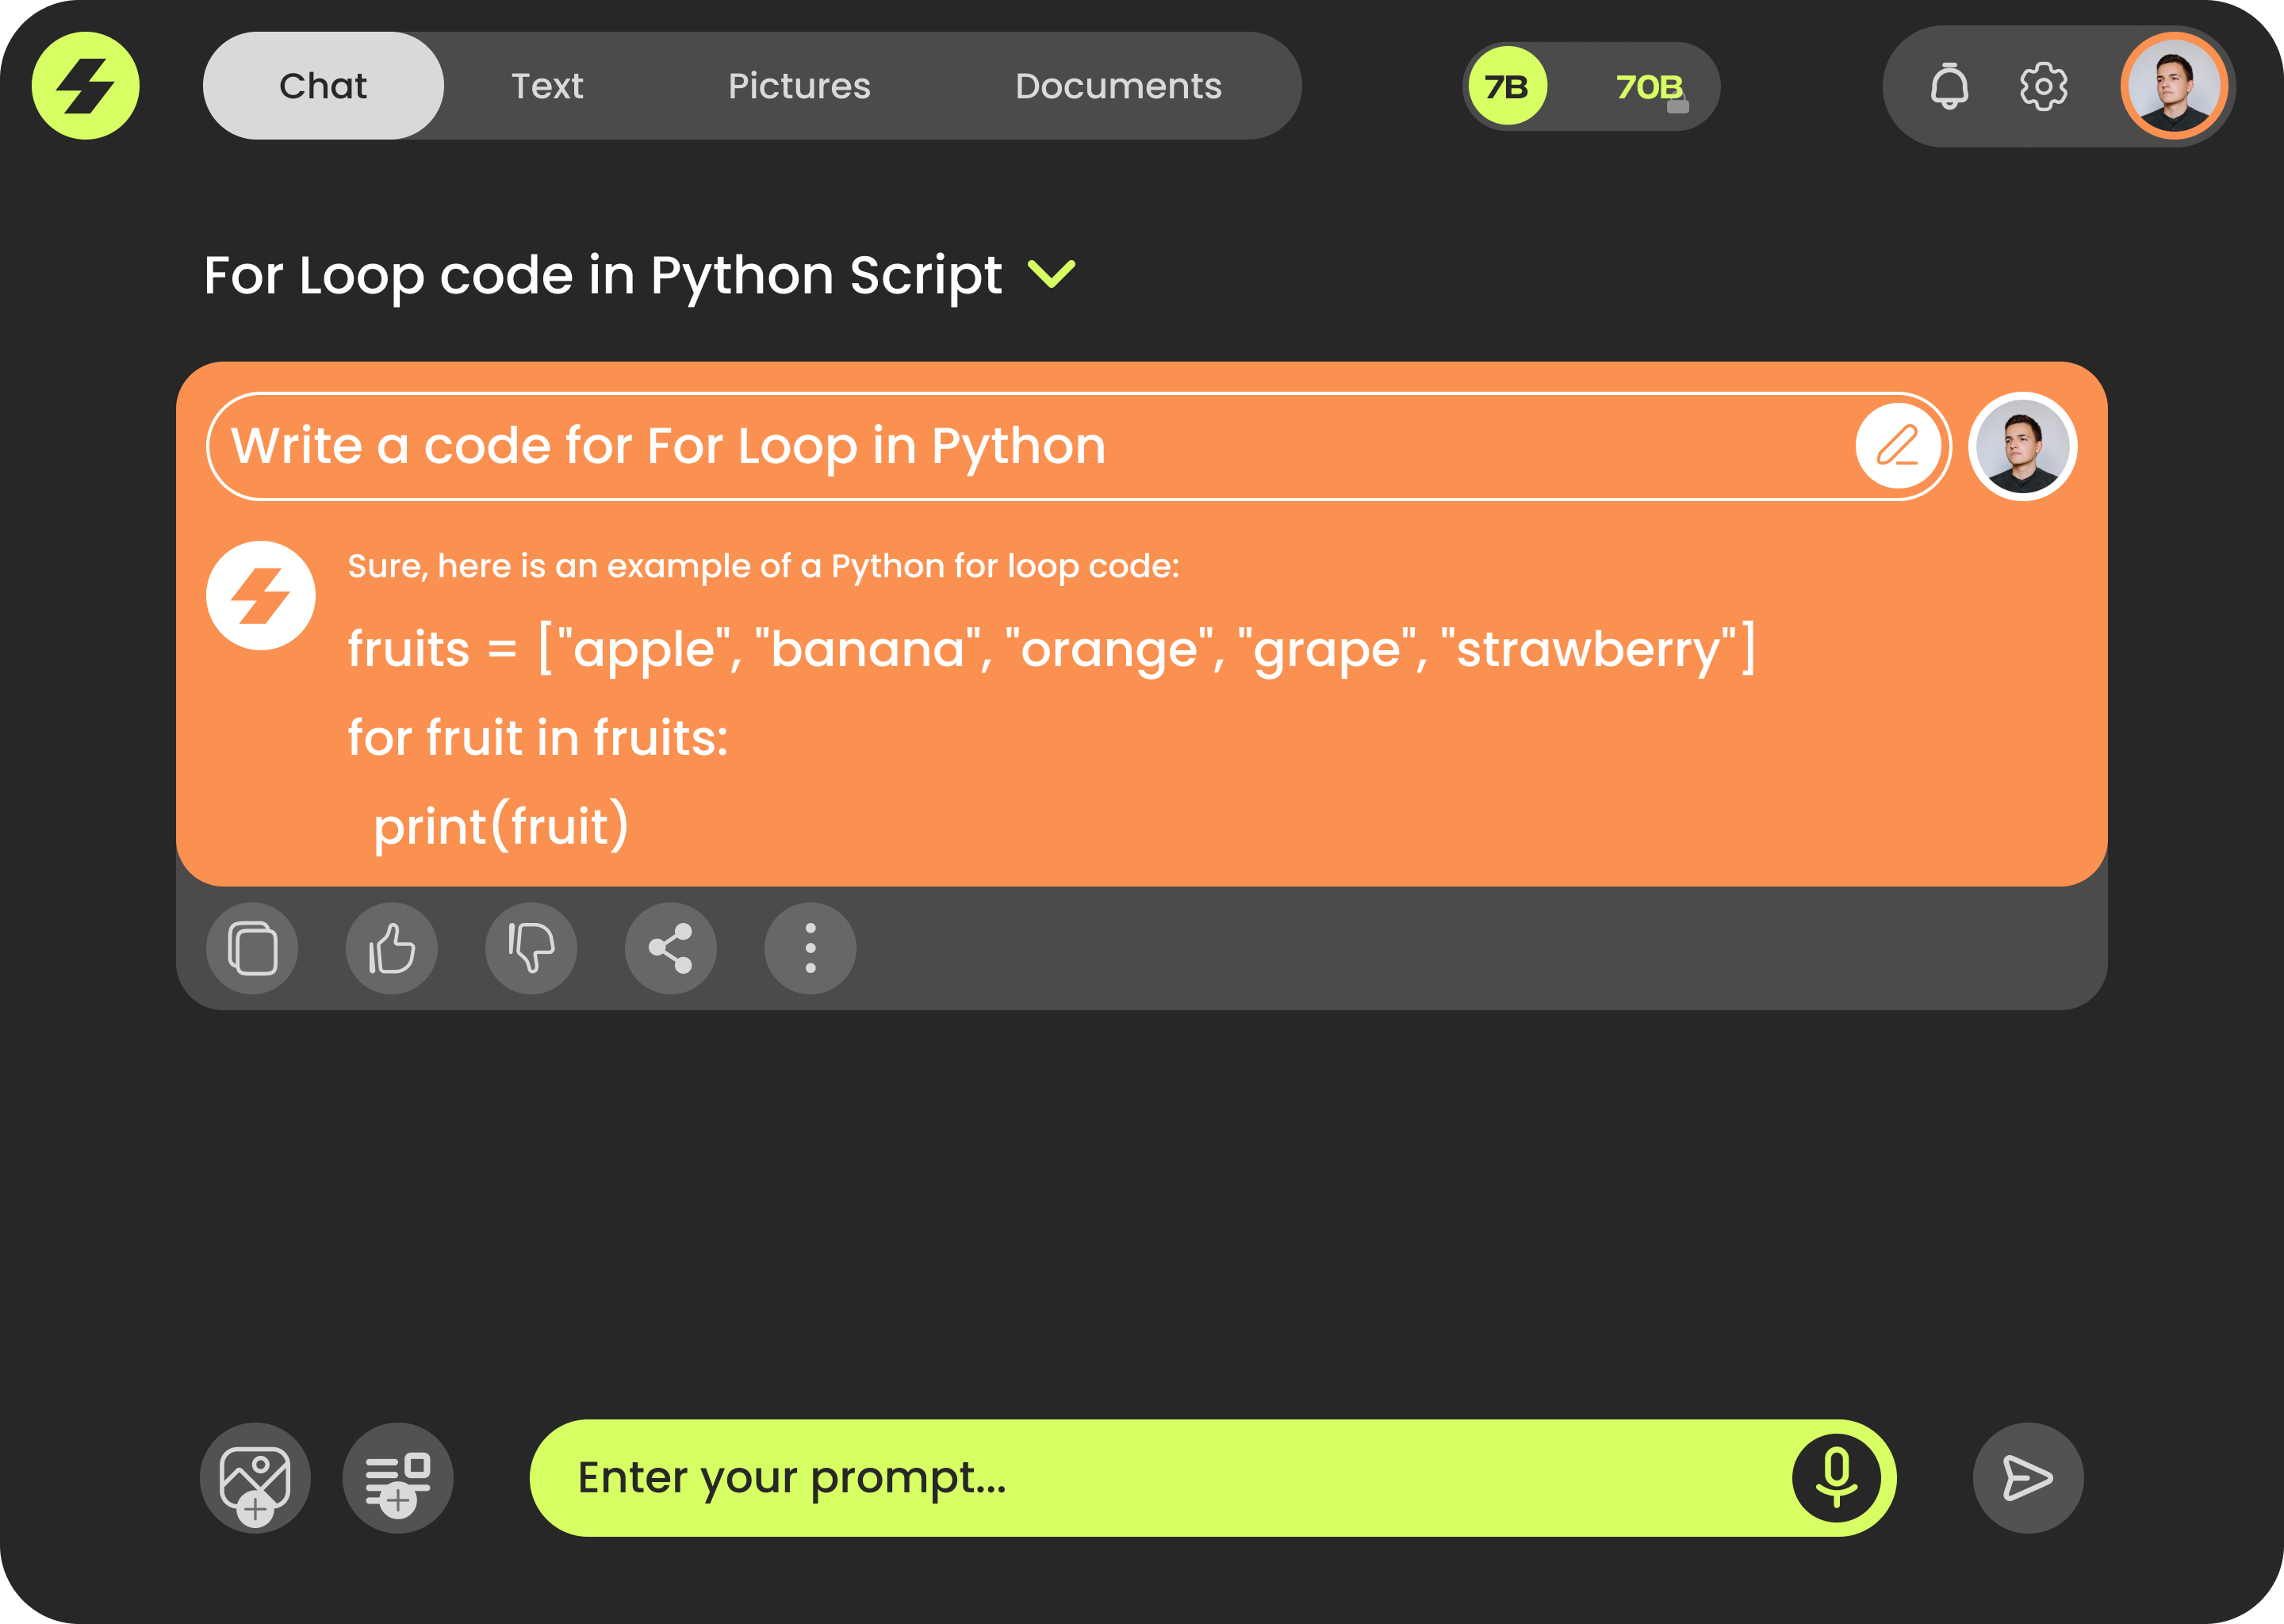 Chat Text Pictures Documents 7B 70B
For Loop code in Python Script
Write a code for For Loop in Python
Sure, here is an example of a Python for loop code:
fruits = ["apple", "banana", "orange", "grape", "strawberry"]
for fruit in fruits:
print(fruit)
Enter your prompt...